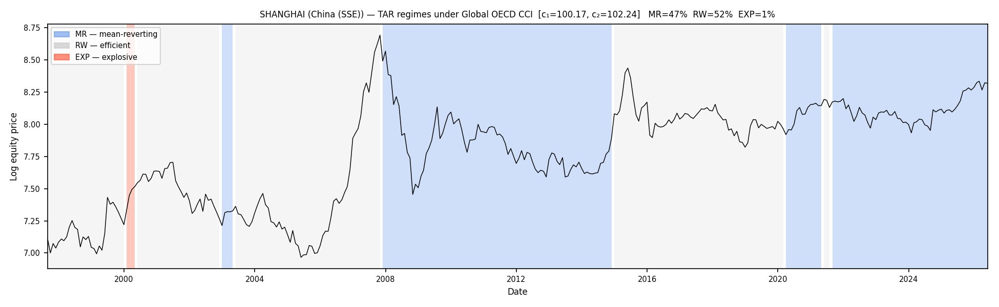 SHANGHAI (China (SSE)) — TAR regimes under Global OECD CCI  [c₁=100.17, c₂=102.24]   MR=47%  RW=52%  EXP=1%
MR — mean-reverting
RW — efficient
EXP — explosive
Log equity price
8.75
8.50
8.25
8.00
7.75
7.50
7.25
7.00
2000 2004 2008 2012 2016 2020 2024
Date